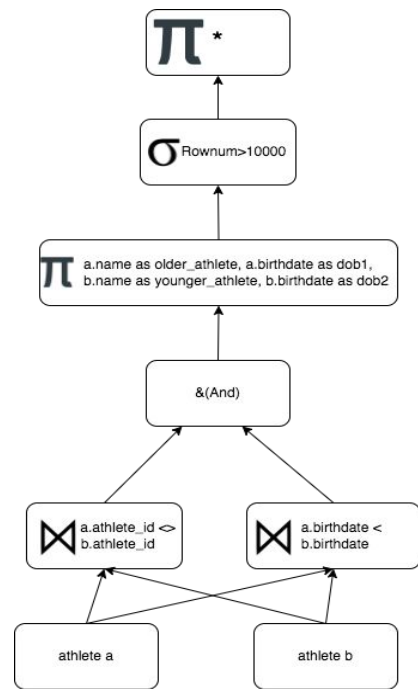 π *
σ Rownum>10000
π a.name as older_athlete, a.birthdate as dob1,
b.name as younger_athlete, b.birthdate as dob2
&(And)
⋈ a.athlete_id <>
b.athlete_id
⋈ a.birthdate <
b.birthdate
athlete a
athlete b